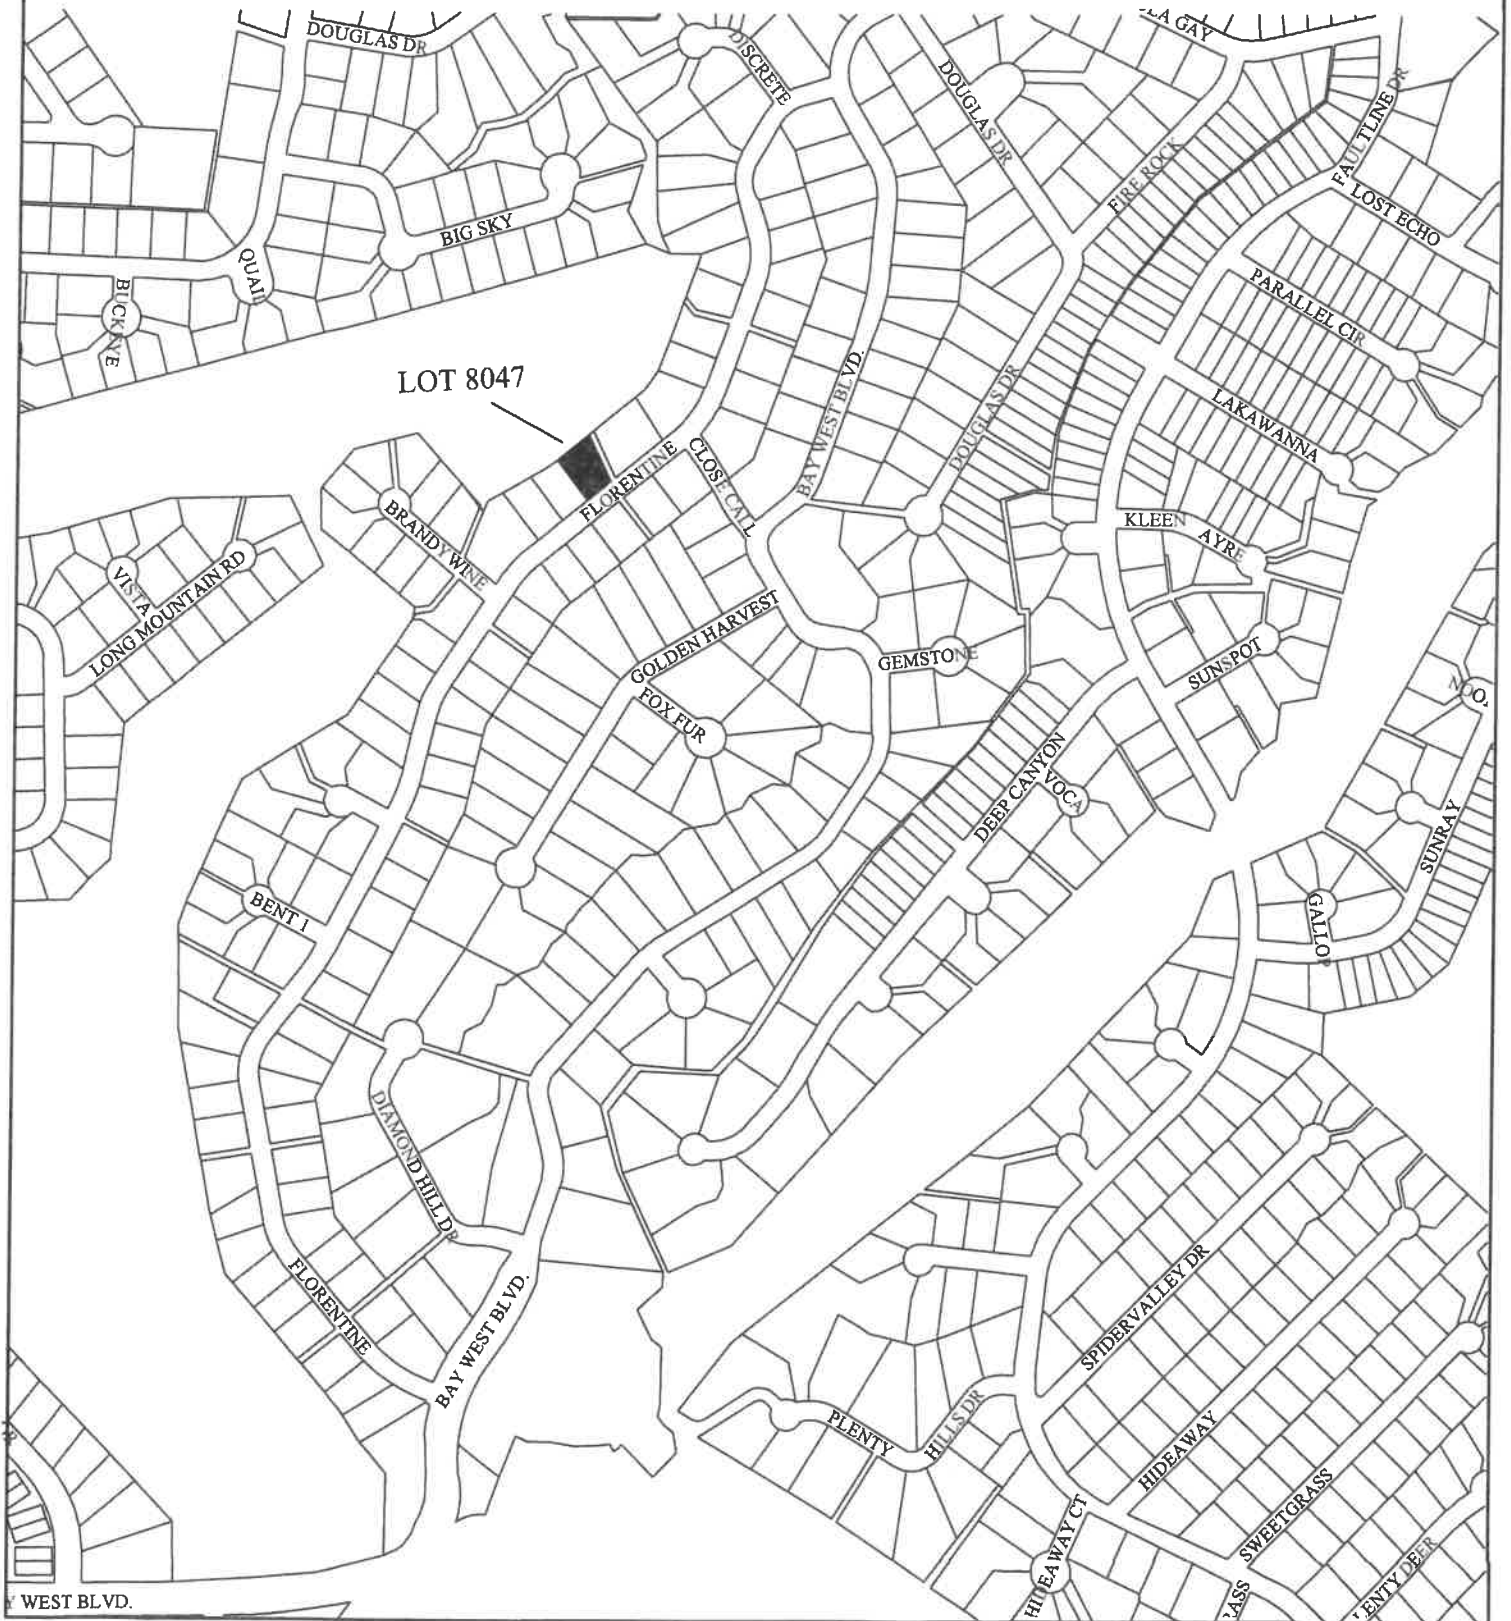 DOUGLAS DR
DISCRETE
GAY
DOUGLAS DR
FIRE ROCK
FAULTLINE DR
LOST ECHO
BIG SKY
QUAIL
BUCKEYE
PARALLEL CIR
LOT 8047
BAY WEST BLVD.
DOUGLAS DR
LAKAWANNA
FLORENTINE
CLOSE CALL
BRANDYWINE
KLEEN AYRE
VISTA
LONG MOUNTAIN RD
GOLDEN HARVEST
GEMSTONE
SUNSPOT
FOX FUR
DEEP CANYON
VOCA
SUNRAY
BENT 1
GALLOP
DIAMOND HILL DR
FLORENTINE
BAY WEST BLVD.
SPIDERVALLEY DR
PLENTY HILLS DR
HIDEAWAY
SWEETGRASS
HIDEAWAY CT
WEST BLVD.